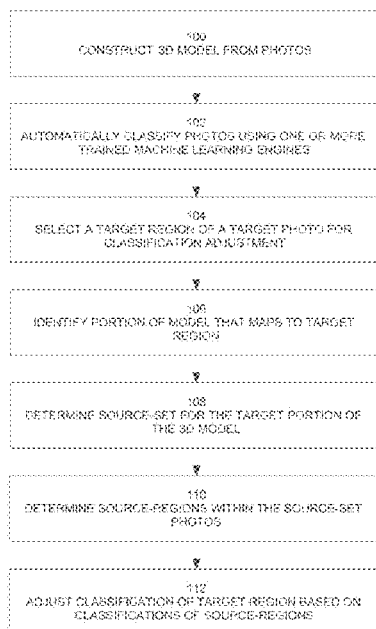 100
CONSTRUCT 3D MODEL FROM PHOTOS
102
AUTOMATICALLY CLASSIFY PHOTOS USING ONE OR MORE
TRAINED MACHINE LEARNING ENGINES
104
SELECT A TARGET REGION OF A TARGET PHOTO FOR
CLASSIFICATION ADJUSTMENT
106
IDENTIFY PORTION OF MODEL THAT MAPS TO TARGET
REGION
108
DETERMINE SOURCE-SET FOR THE TARGET PORTION OF
THE 3D MODEL
110
DETERMINE SOURCE-REGIONS WITHIN THE SOURCE-SET
PHOTOS
112
ADJUST CLASSIFICATION OF TARGET REGION BASED ON
CLASSIFICATIONS OF SOURCE-REGIONS